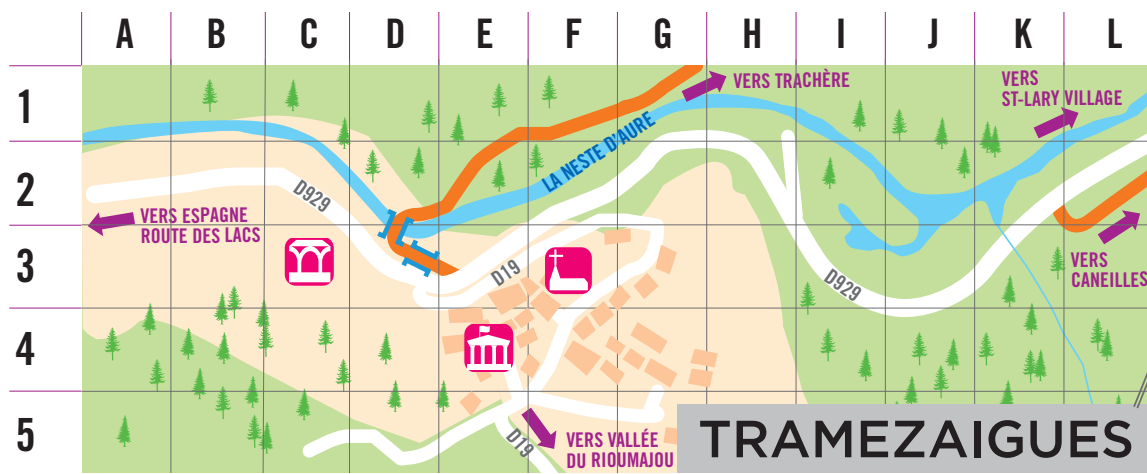 A B C D E F G H I J K L
1
VERS TRACHÈRE
VERS
ST-LARY VILLAGE
LA NESTE D'AURE
2
D929
VERS ESPAGNE
ROUTE DES LACS
3
D19
D929
VERS
CANEILLES
4
5
D19
VERS VALLÉE
DU RIOUMAJOU
TRAMEZAIGUES